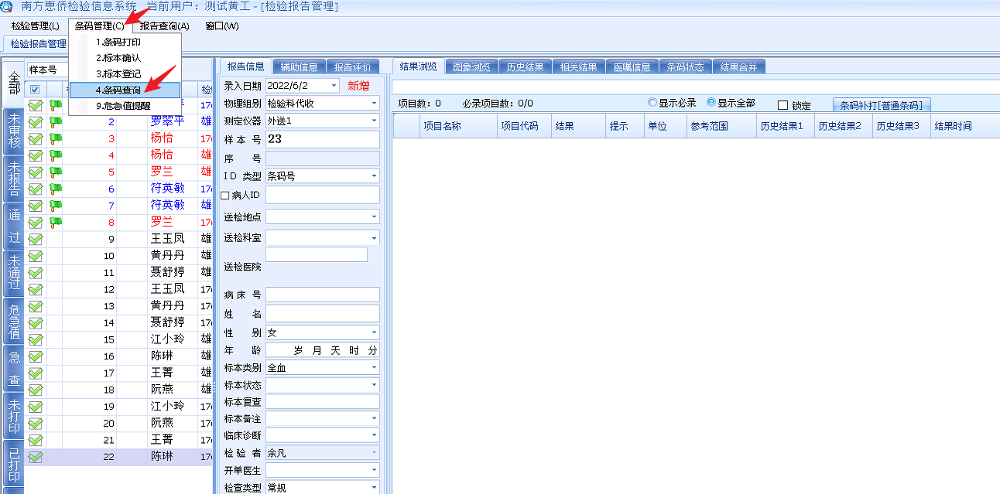 南方惠侨检验信息系统 当前用户：测试黄工 - [检验报告管理]
检验管理(L) 条码管理(C) 报告查询(A) 窗口(W)
检验报告管理
1.条码打印
2.标本确认
3.标本登记
4.条码查询
9.危急值提醒
全部
未审核
未报告
通过
未通过
危急值
急查
未打印
已打印
样本号
检
2 罗翠平 17
3 杨怡 17
4 杨怡 雄
5 罗兰 雄
6 符英敏 17
7 符英敏 雄
8 罗兰 17
9 王玉凤 雄
10 黄丹丹 雄
11 聂舒婷 雄
12 王玉凤 17
13 黄丹丹 17
14 聂舒婷 17
15 江小玲 雄
16 陈琳 雄
17 王菁 雄
18 阮燕 雄
19 江小玲 17
20 阮燕 17
21 王菁 17
22 陈琳 17
报告信息 辅助信息 报告评价
录入日期 2022/6/2 新增
物理组别 检验科代收
测定仪器 外送1
样本号 23
序号
ID 类型 条码号
病人ID
送检地点
送检科室
送检医院
病床号
姓名
性别 女
年龄 岁 月 天 时 分
标本类别 全血
标本状态
标本复查
标本备注
临床诊断
检验者 余凡
开单医生
检查类型 常规
结果浏览 图象浏览 历史结果 相关结果 医嘱信息 条码状态 结果合并
项目数：0 必录项目数：0/0 显示必录 显示全部 锁定 条码补打[普通条码]
项目名称 项目代码 结果 提示 单位 参考范围 历史结果1 历史结果2 历史结果3 结果时间